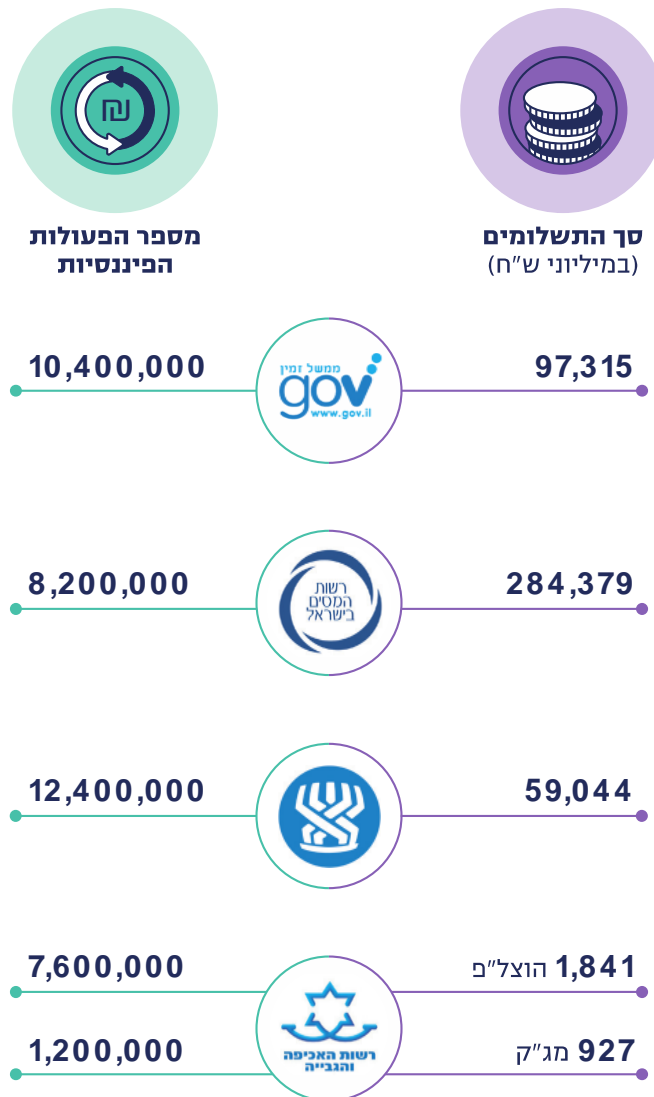 סך התשלומים
(במיליוני ש"ח)
מספר הפעולות
הפיננסיות
₪
97,315
ממשל זמין
gov
www.gov.il
10,400,000
284,379
רשות
המסים
בישראל
8,200,000
59,044
12,400,000
1,841 הוצל"פ
7,600,000
רשות האכיפה
והגבייה
927 מג"ק
1,200,000